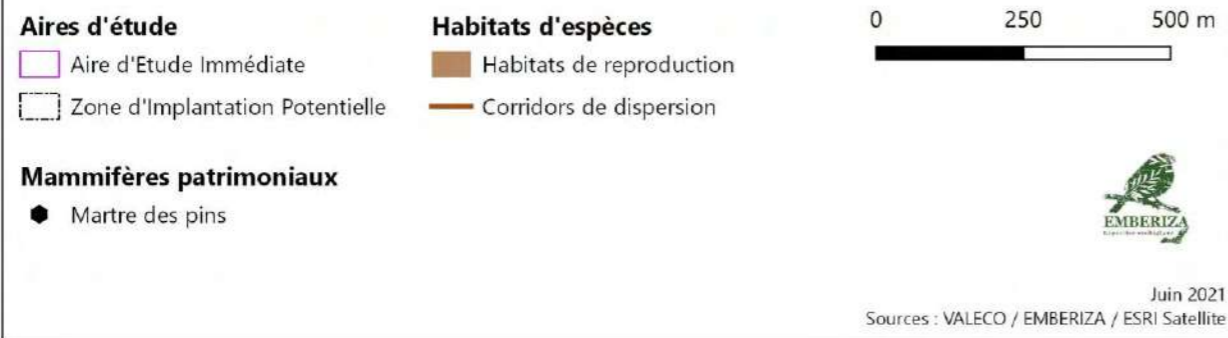 Aires d'étude
Aire d'Etude Immédiate
Zone d'Implantation Potentielle
Mammifères patrimoniaux
Martre des pins
Habitats d'espèces
Habitats de reproduction
Corridors de dispersion
0 250 500 m
EMBERIZA
Juin 2021
Sources : VALECO / EMBERIZA / ESRI Satellite